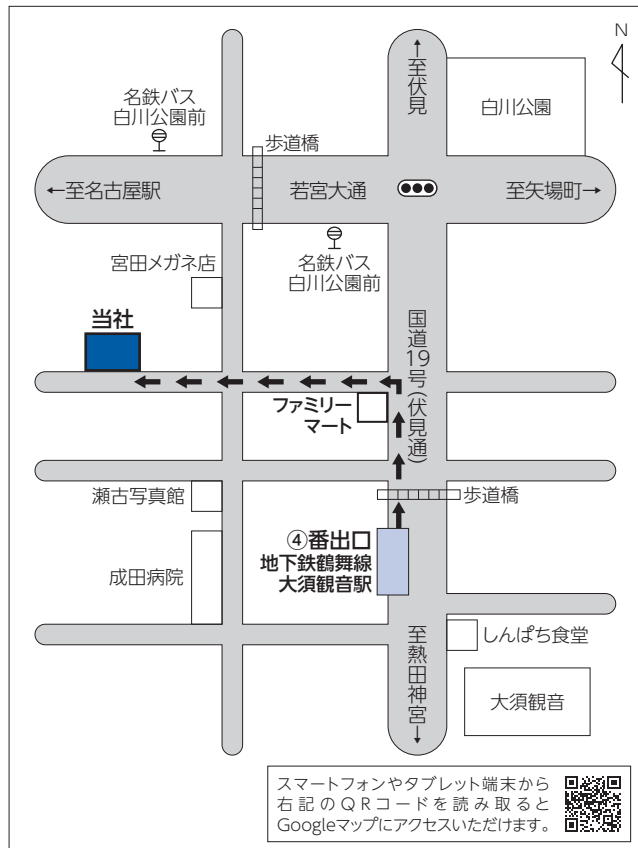 N
←至伏見
白川公園
名鉄バス
白川公園前
歩道橋
←至名古屋駅
若宮大通
至矢場町→
宮田メガネ店
名鉄バス
白川公園前
当社
国道19号(伏見通)
ファミリー
マート
瀬古写真館
歩道橋
④番出口
地下鉄鶴舞線
大須観音駅
成田病院
しんぱち食堂
至熱田神宮→
大須観音
スマートフォンやタブレット端末から
右記のQRコードを読み取ると
Googleマップにアクセスいただけます。